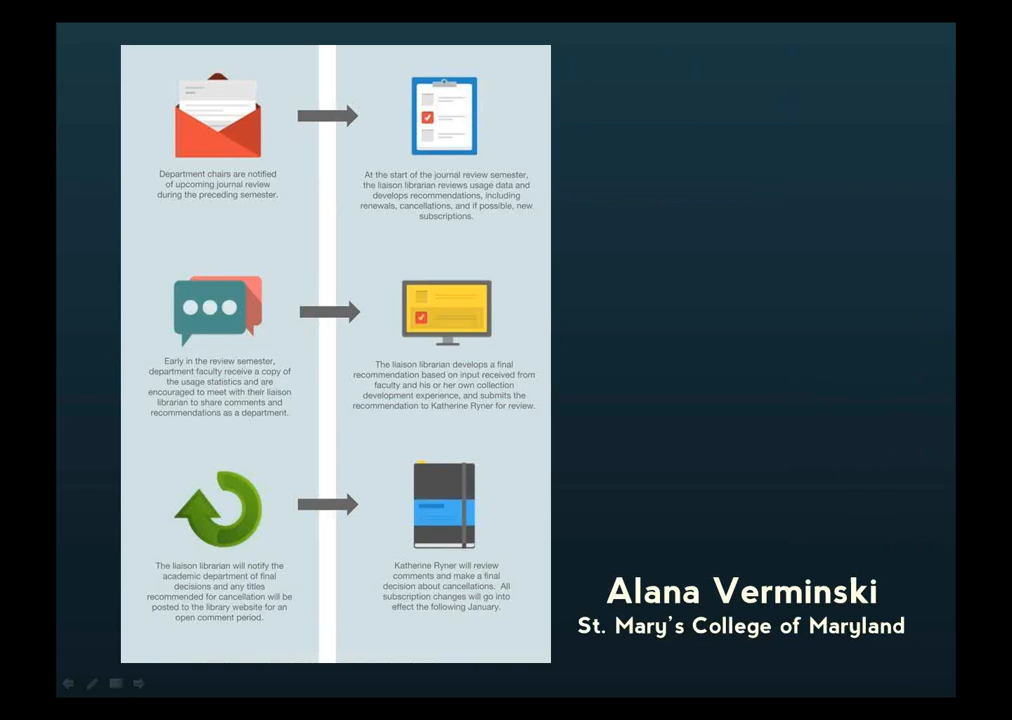 Department chairs are notified
of upcoming journal review
during the preceding semester.
At the start of the journal review semester,
the liaison librarian reviews usage data and
develops recommendations, including
renewals, cancellations, and if possible, new
subscriptions.
Early in the review semester,
department faculty receive a copy of
the usage statistics and are
encouraged to meet with their liaison
librarian to share comments and
recommendations as a department.
The liaison librarian develops a final
recommendation based on input received from
faculty and his or her own collection
development experience, and submits the
recommendation to Katherine Ryner for review.
The liaison librarian will notify the
academic department of final
decisions and any titles
recommended for cancellation will be
posted to the library website for an
open comment period.
Katherine Ryner will review
comments and make a final
decision about cancellations. All
subscription changes will go into
effect the following January.
Alana Verminski
St. Mary's College of Maryland